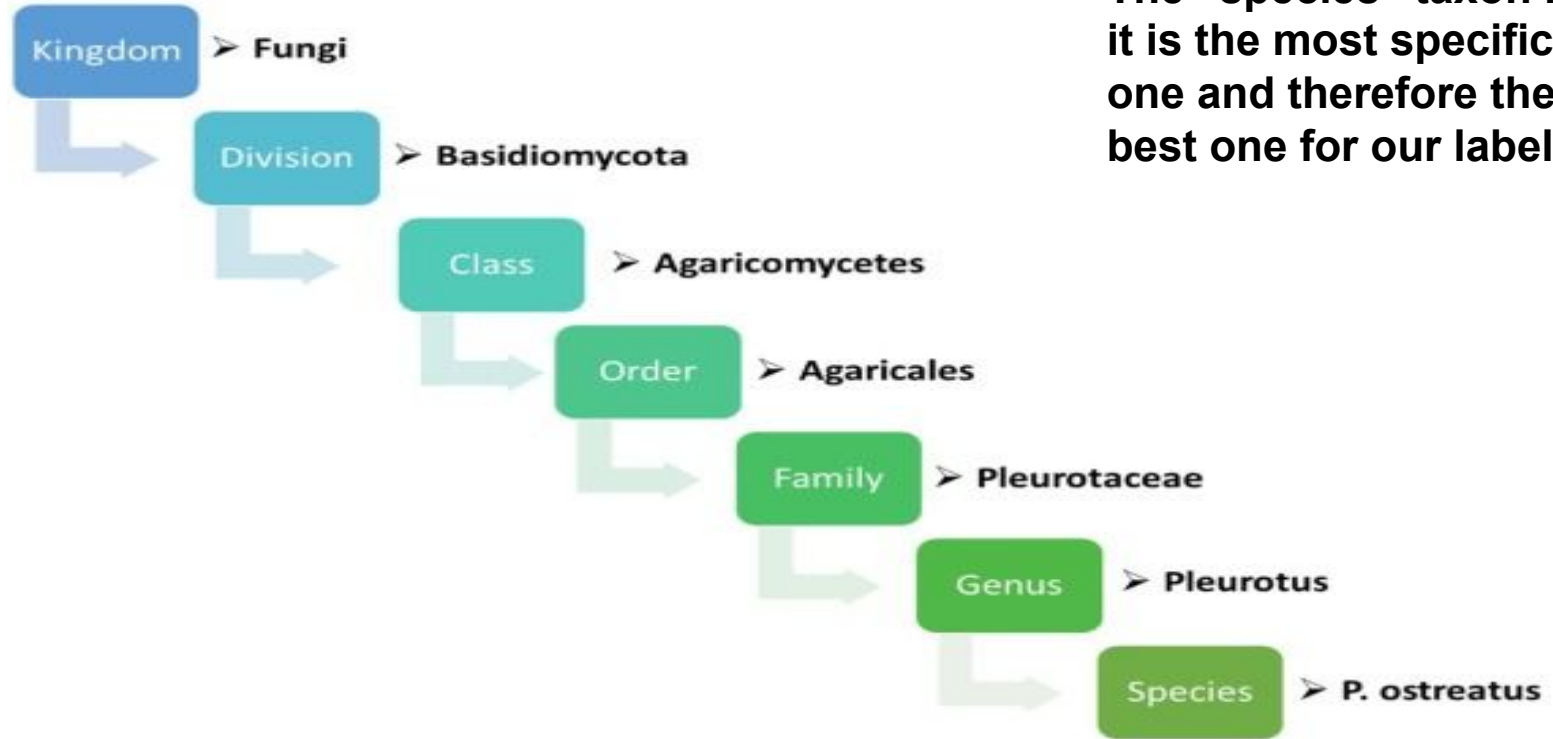 The "species" taxon
it is the most specific
one and therefore the
best one for our label
Kingdom ➢ Fungi
Division ➢ Basidiomycota
Class ➢ Agaricomycetes
Order ➢ Agaricales
Family ➢ Pleurotaceae
Genus ➢ Pleurotus
Species ➢ P. ostreatus